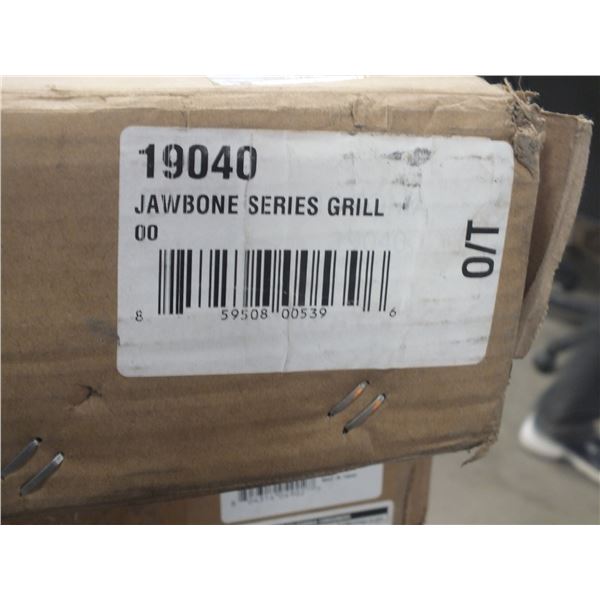 19040
JAWBONE SERIES GRILL
00
O/T
8 59508 00539 6